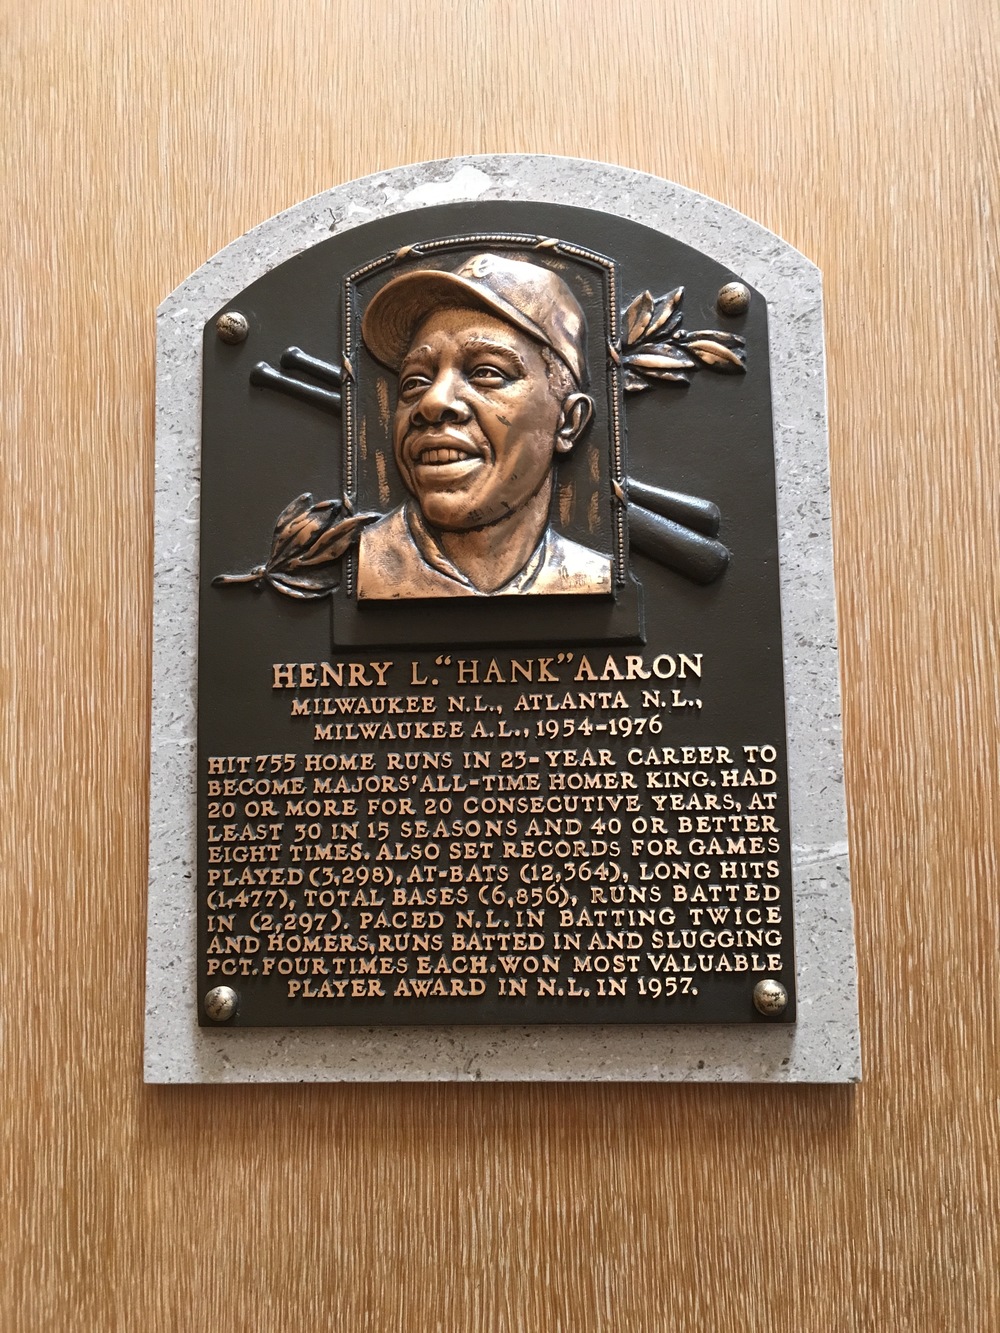 HENRY L. "HANK" AARON
MILWAUKEE N.L., ATLANTA N.L.,
MILWAUKEE A.L., 1954-1976
HIT 755 HOME RUNS IN 23-YEAR CAREER TO
BECOME MAJORS' ALL-TIME HOMER KING. HAD
20 OR MORE FOR 20 CONSECUTIVE YEARS, AT
LEAST 30 IN 15 SEASONS AND 40 OR BETTER
EIGHT TIMES. ALSO SET RECORDS FOR GAMES
PLAYED (3,298), AT-BATS (12,364), LONG HITS
(1,477), TOTAL BASES (6,856), RUNS BATTED
IN (2,297). PACED N.L. IN BATTING TWICE
AND HOMERS, RUNS BATTED IN AND SLUGGING
PCT. FOUR TIMES EACH. WON MOST VALUABLE
PLAYER AWARD IN N.L. IN 1957.